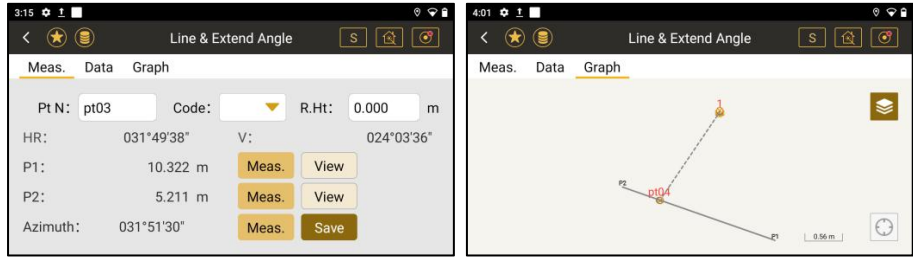 3:15
Line & Extend Angle
S
Meas. Data Graph
Pt N: pt03 Code: R.Ht: 0.000 m
HR: 031°49'38" V: 024°03'36"
P1: 10.322 m Meas. View
P2: 5.211 m Meas. View
Azimuth: 031°51'30" Meas. Save
4:01
Line & Extend Angle
S
Meas. Data Graph
1
P2
pt04
P1
0.56 m